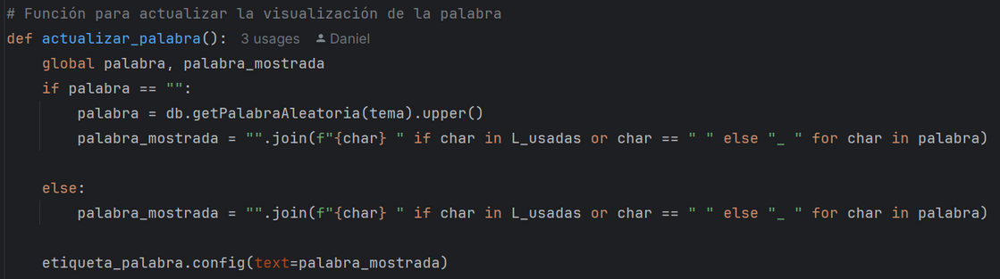 # Función para actualizar la visualización de la palabra
def actualizar_palabra():  3 usages  Daniel
    global palabra, palabra_mostrada
    if palabra == "":
        palabra = db.getPalabraAleatoria(tema).upper()
        palabra_mostrada = "".join(f"{char} " if char in L_usadas or char == " " else "_ " for char in palabra)
    else:
        palabra_mostrada = "".join(f"{char} " if char in L_usadas or char == " " else "_ " for char in palabra)
    etiqueta_palabra.config(text=palabra_mostrada)